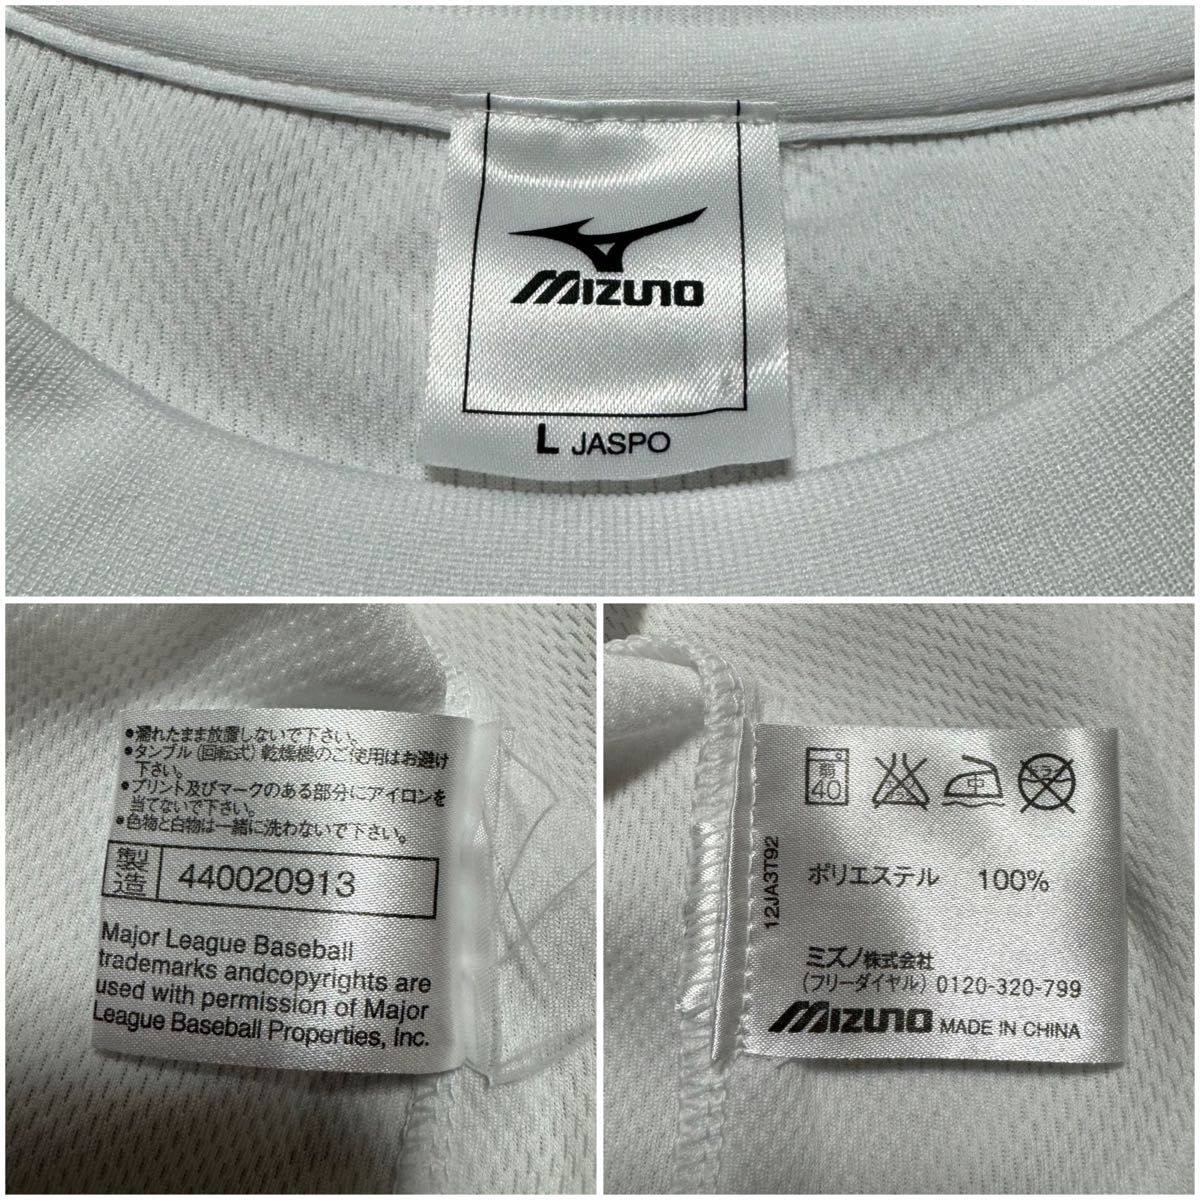 MIZUNO
L JASPO
●濡れたまま放置しないで下さい。
●タンブル(回転式)乾燥機のご使用はお避け
下さい。
●プリント及びマークのある部分にアイロンを
当てないで下さい。
●色物と白物は一緒に洗わないで下さい。
製造 440020913
Major League Baseball
trademarks andcopyrights are
used with permission of Major
League Baseball Properties, Inc.
弱 40 中
12JA3T92
ポリエステル 100%
ミズノ株式会社
(フリーダイヤル) 0120-320-799
MIZUNO MADE IN CHINA